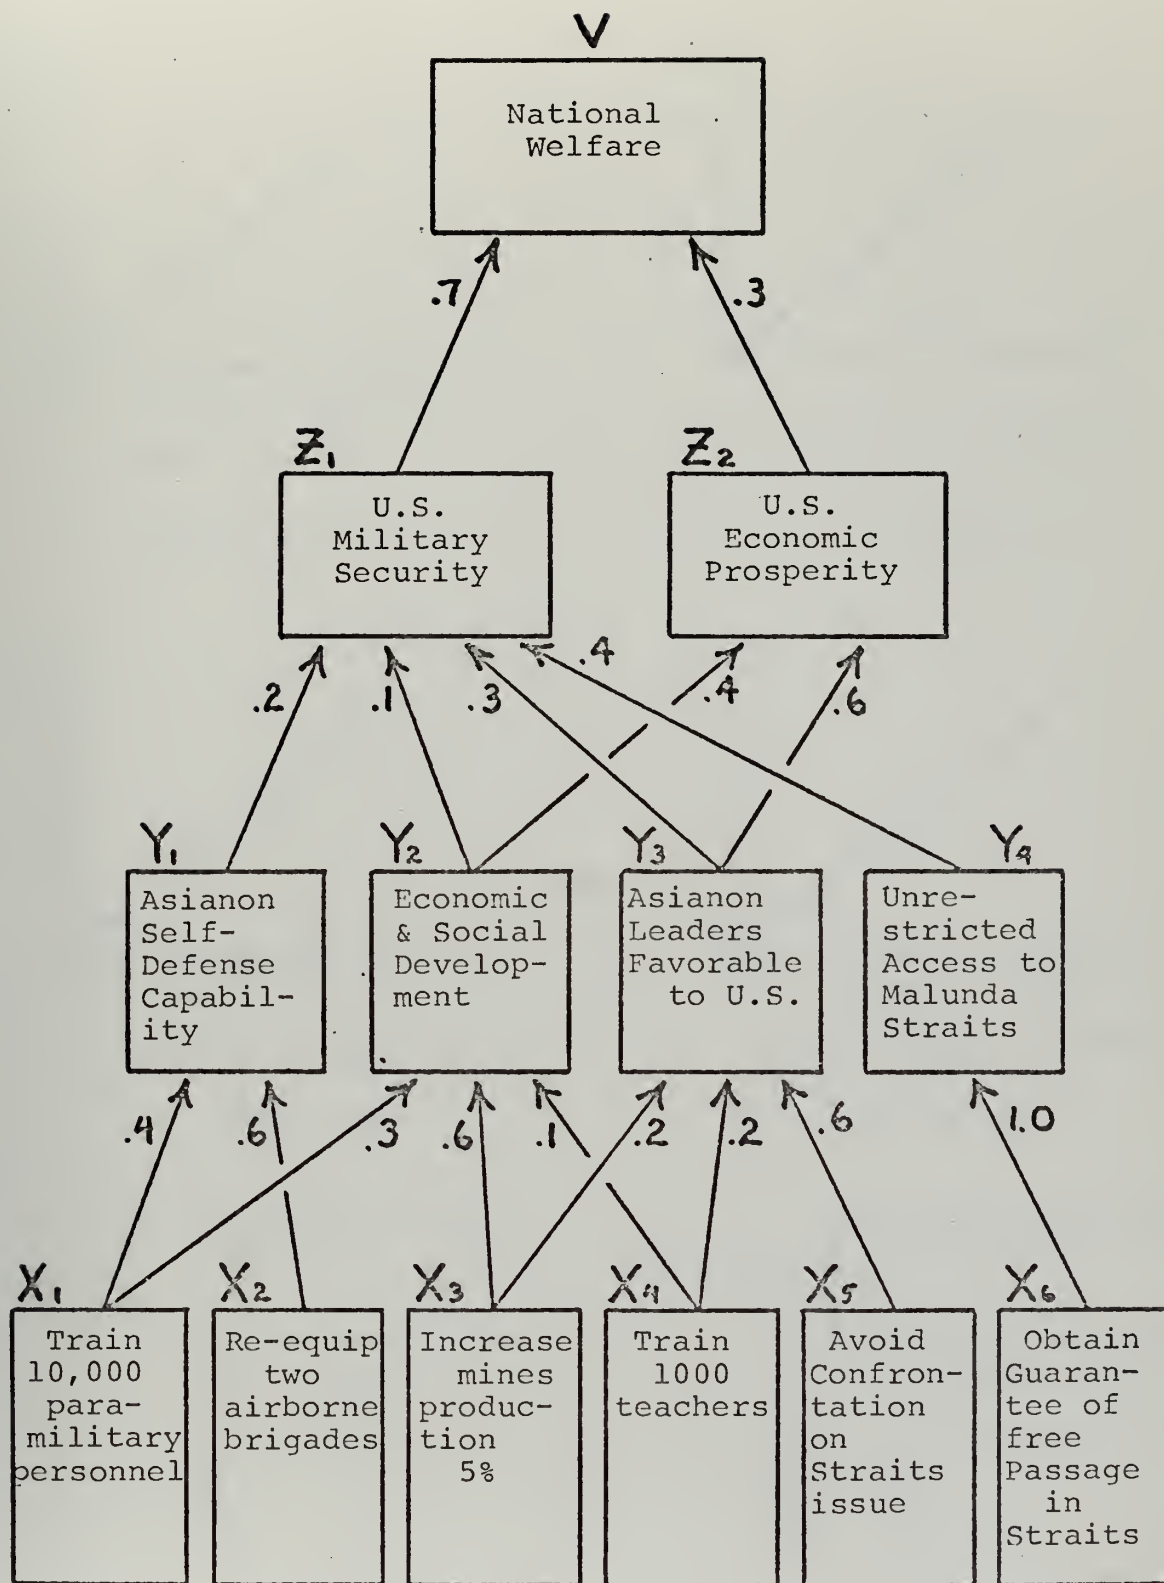 V
National
Welfare
.7
.3
Z1
Z2
U.S.
Military
Security
U.S.
Economic
Prosperity
.2
.1
.3
.4
.4
.6
Y1
Y2
Y3
Y4
Asianon
Self-
Defense
Capabil-
ity
Economic
& Social
Develop-
ment
Asianon
Leaders
Favorable
to U.S.
Unre-
stricted
Access to
Malunda
Straits
.4
.6
.3
.6
.1
.2
.2
.6
1.0
X1
X2
X3
X4
X5
X6
Train
10,000
para-
military
personnel
Re-equip
two
airborne
brigades
Increase
mines
produc-
tion
5%
Train
1000
teachers
Avoid
Confron-
tation
on
Straits
issue
Obtain
Guaran-
tee of
free
Passage
in
Straits